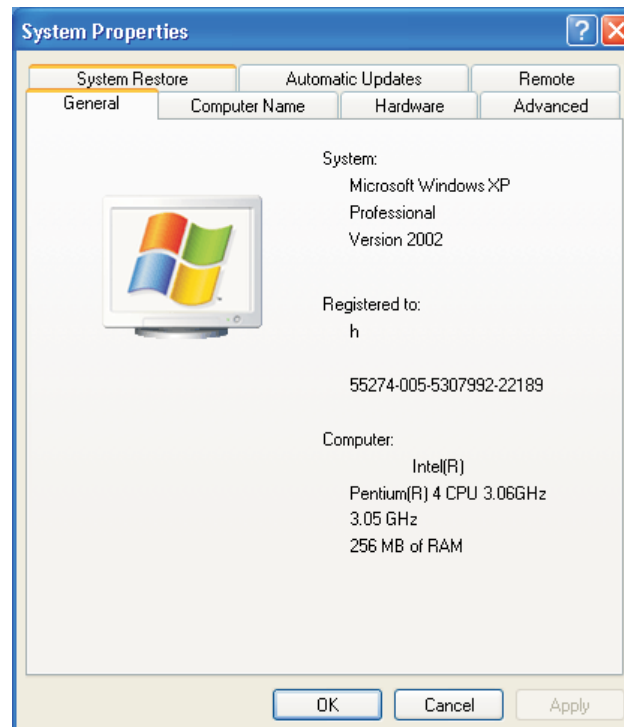 System Properties
System Restore Automatic Updates Remote
General Computer Name Hardware Advanced
System:
Microsoft Windows XP
Professional
Version 2002
Registered to:
h
55274-005-5307992-22189
Computer:
Intel(R)
Pentium(R) 4 CPU 3.06GHz
3.05 GHz
256 MB of RAM
OK Cancel Apply